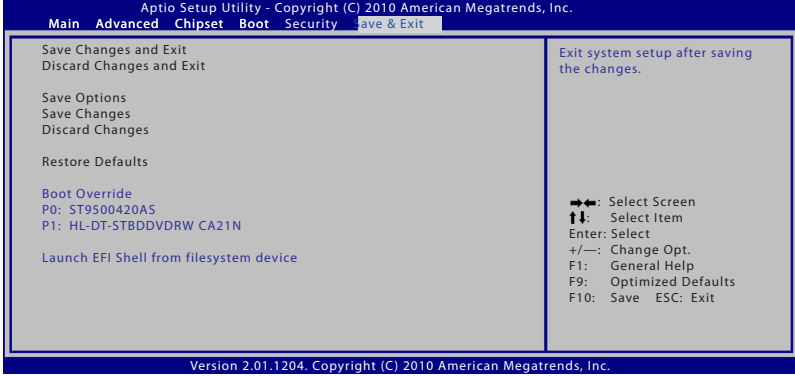 Aptio Setup Utility - Copyright (C) 2010 American Megatrends, Inc.
Main Advanced Chipset Boot Security Save & Exit
Save Changes and Exit
Discard Changes and Exit
Save Options
Save Changes
Discard Changes
Restore Defaults
Boot Override
P0: ST9500420AS
P1: HL-DT-STBDDVDRW CA21N
Launch EFI Shell from filesystem device
Exit system setup after saving
the changes.
→←: Select Screen
↑↓: Select Item
Enter: Select
+/—: Change Opt.
F1: General Help
F9: Optimized Defaults
F10: Save ESC: Exit
Version 2.01.1204. Copyright (C) 2010 American Megatrends, Inc.